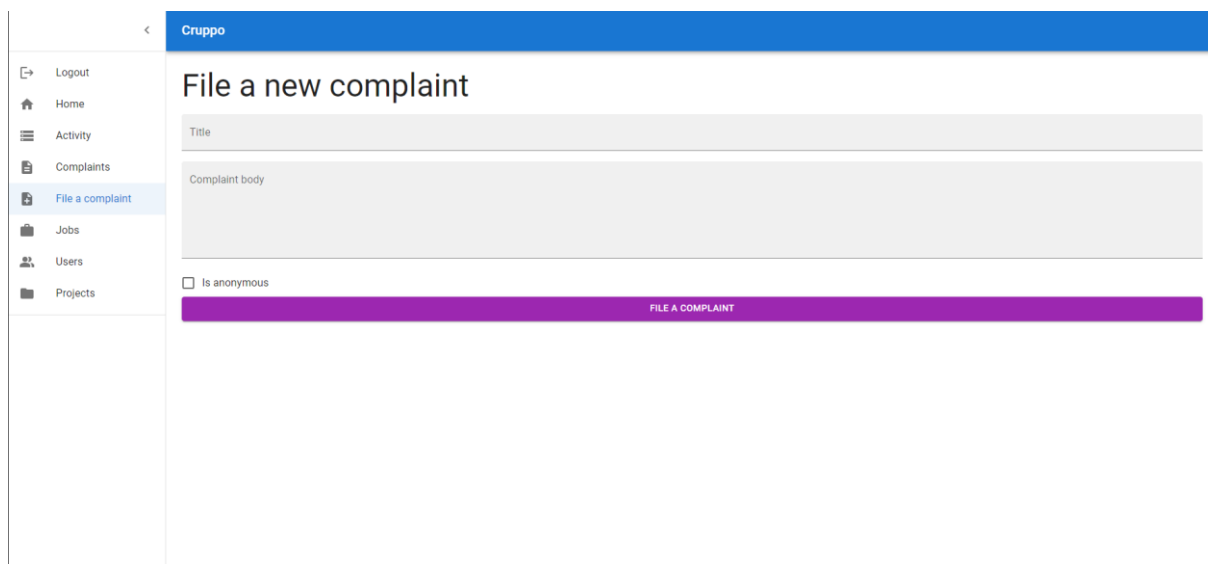 Cruppo
Logout
Home
Activity
Complaints
File a complaint
Jobs
Users
Projects
File a new complaint
Title
Complaint body
Is anonymous
FILE A COMPLAINT